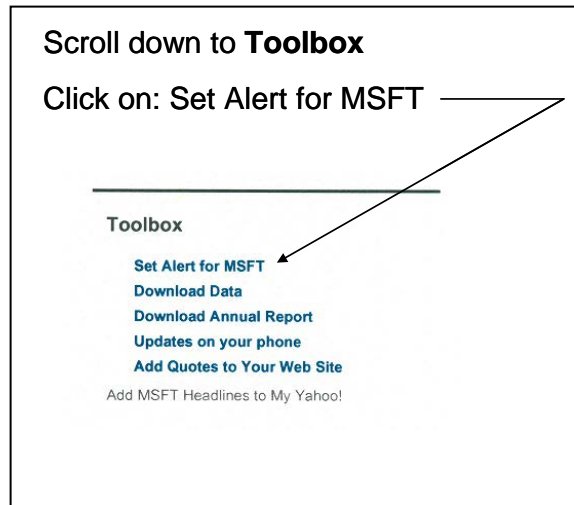 Scroll down to Toolbox
Click on: Set Alert for MSFT
Toolbox
Set Alert for MSFT
Download Data
Download Annual Report
Updates on your phone
Add Quotes to Your Web Site
Add MSFT Headlines to My Yahoo!